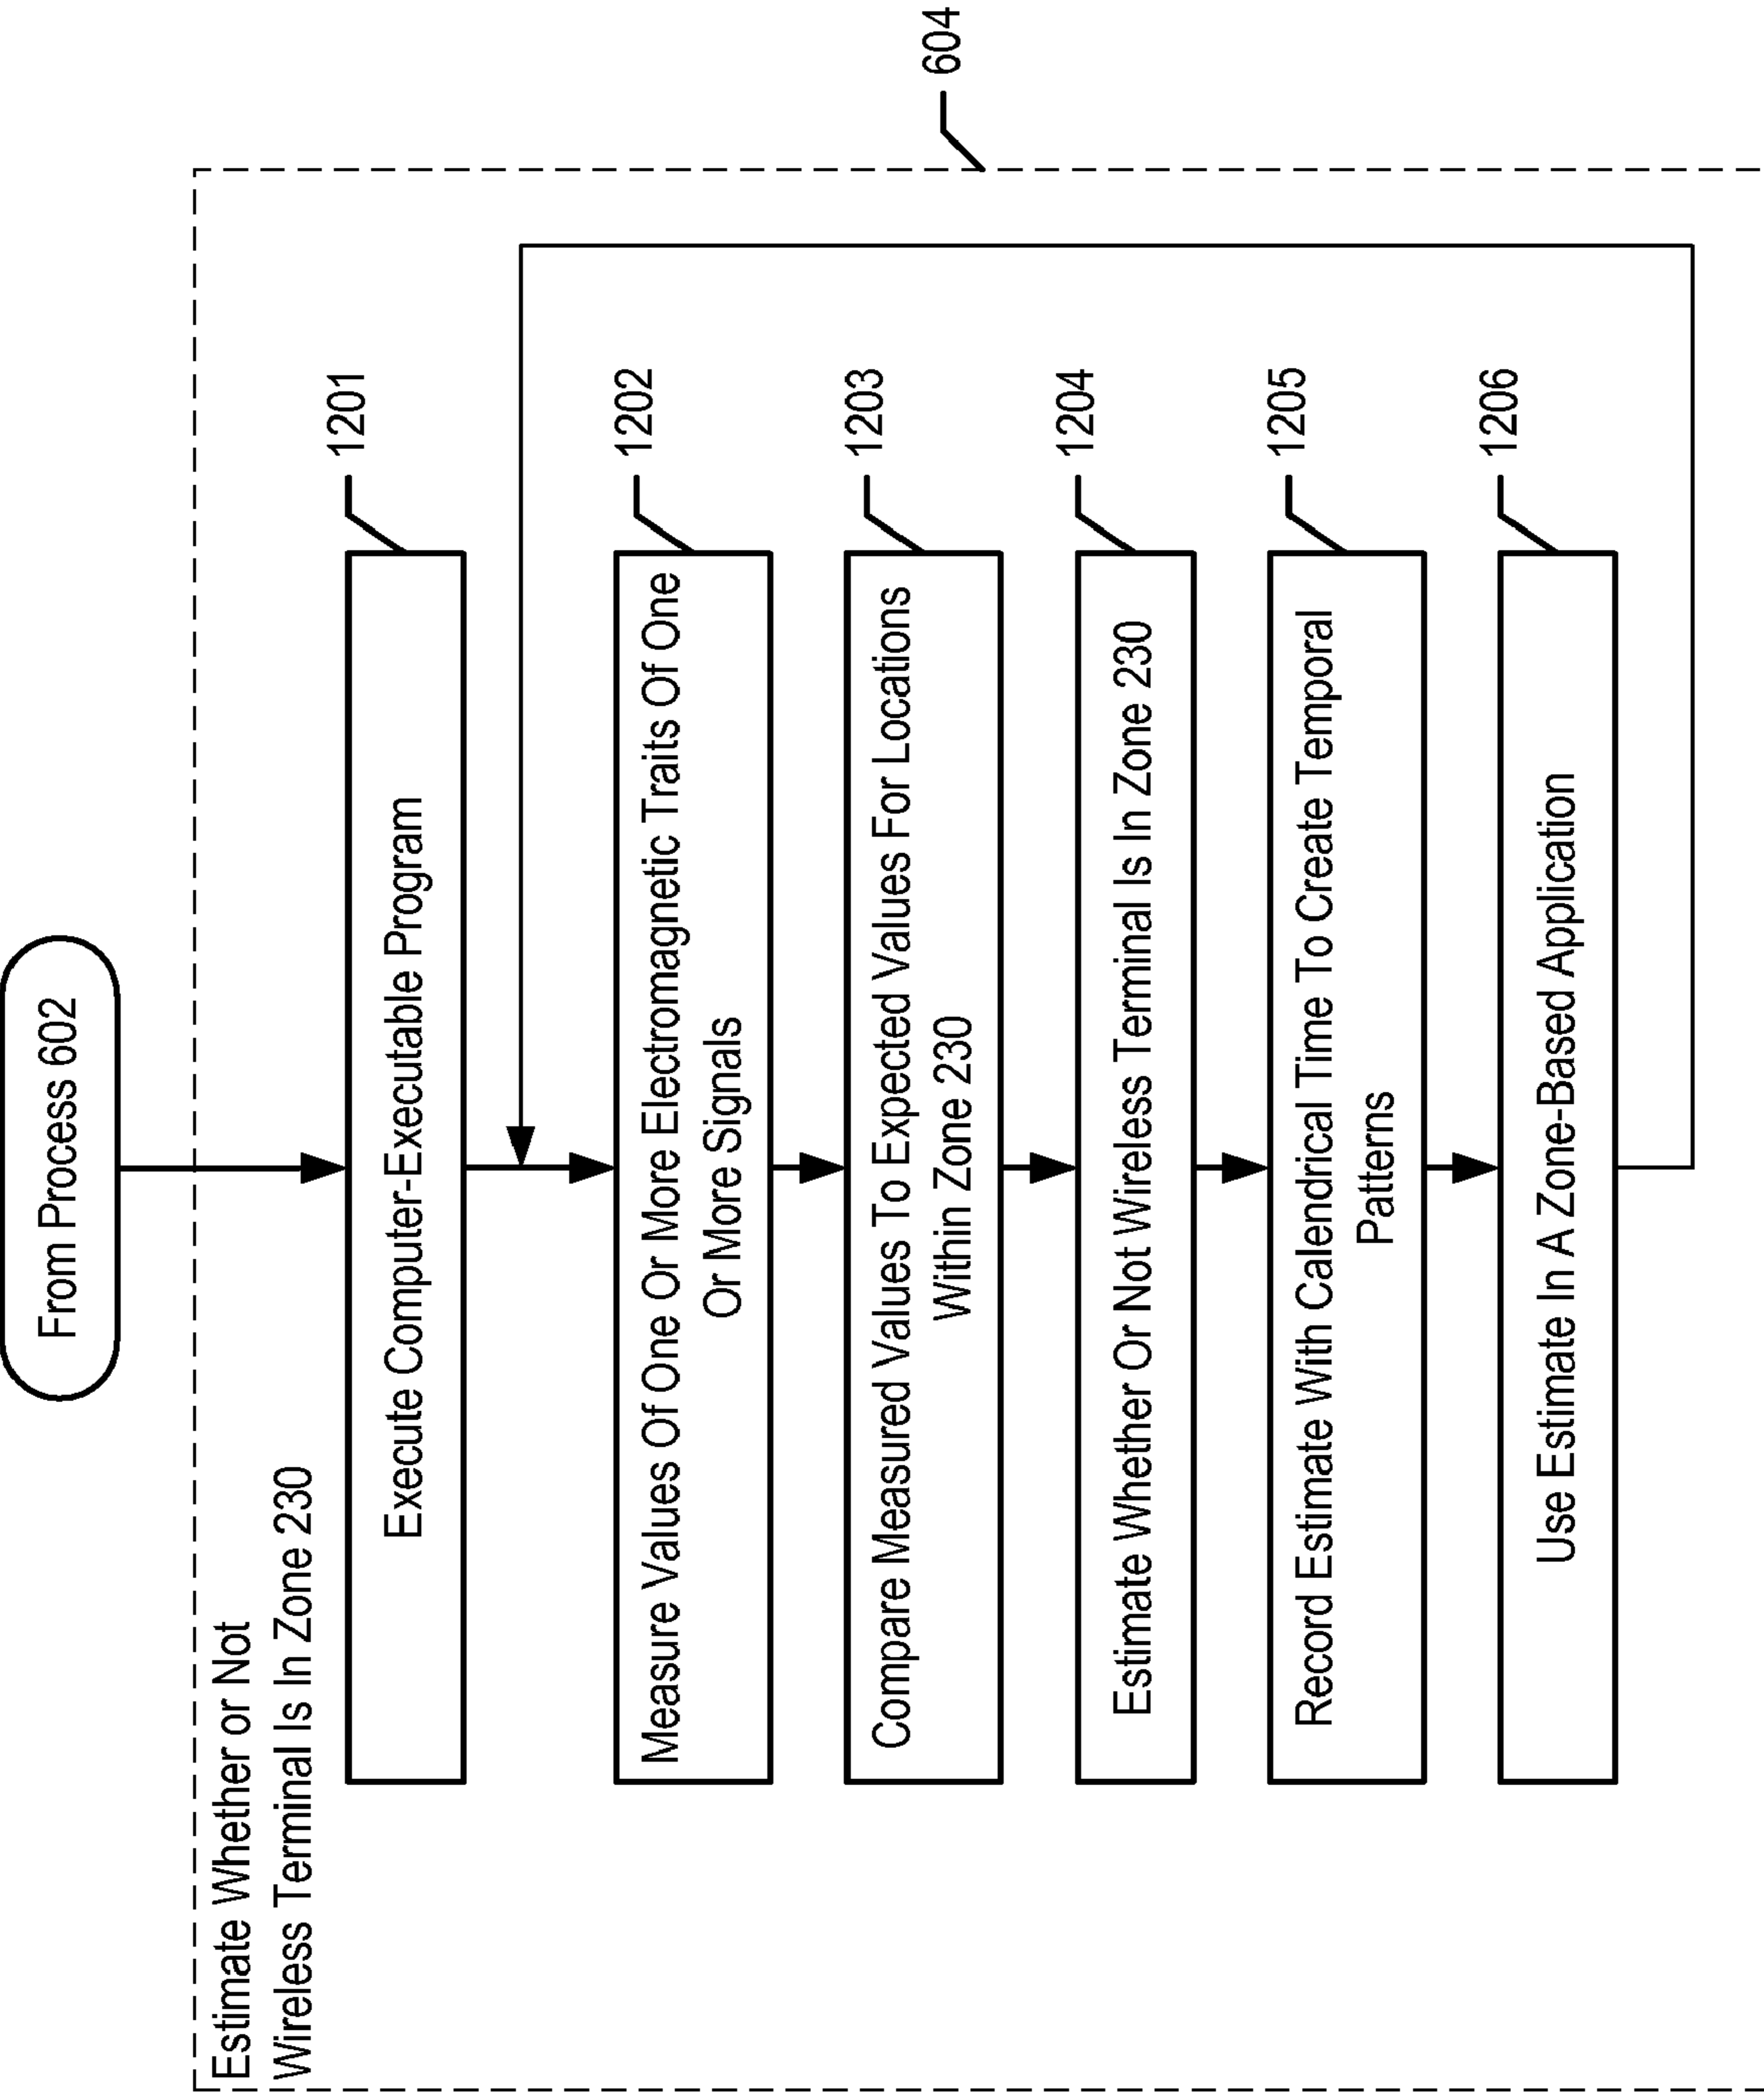 From Process 602
604
Estimate Whether or Not
Wireless Terminal Is In Zone 230
1201
Execute Computer-Executable Program
1202
Measure Values Of One Or More Electromagnetic Traits Of One
Or More Signals
1203
Compare Measured Values To Expected Values For Locations
Within Zone 230
1204
Estimate Whether Or Not Wireless Terminal Is In Zone 230
1205
Record Estimate With Calendrical Time To Create Temporal
Patterns
1206
Use Estimate In A Zone-Based Application